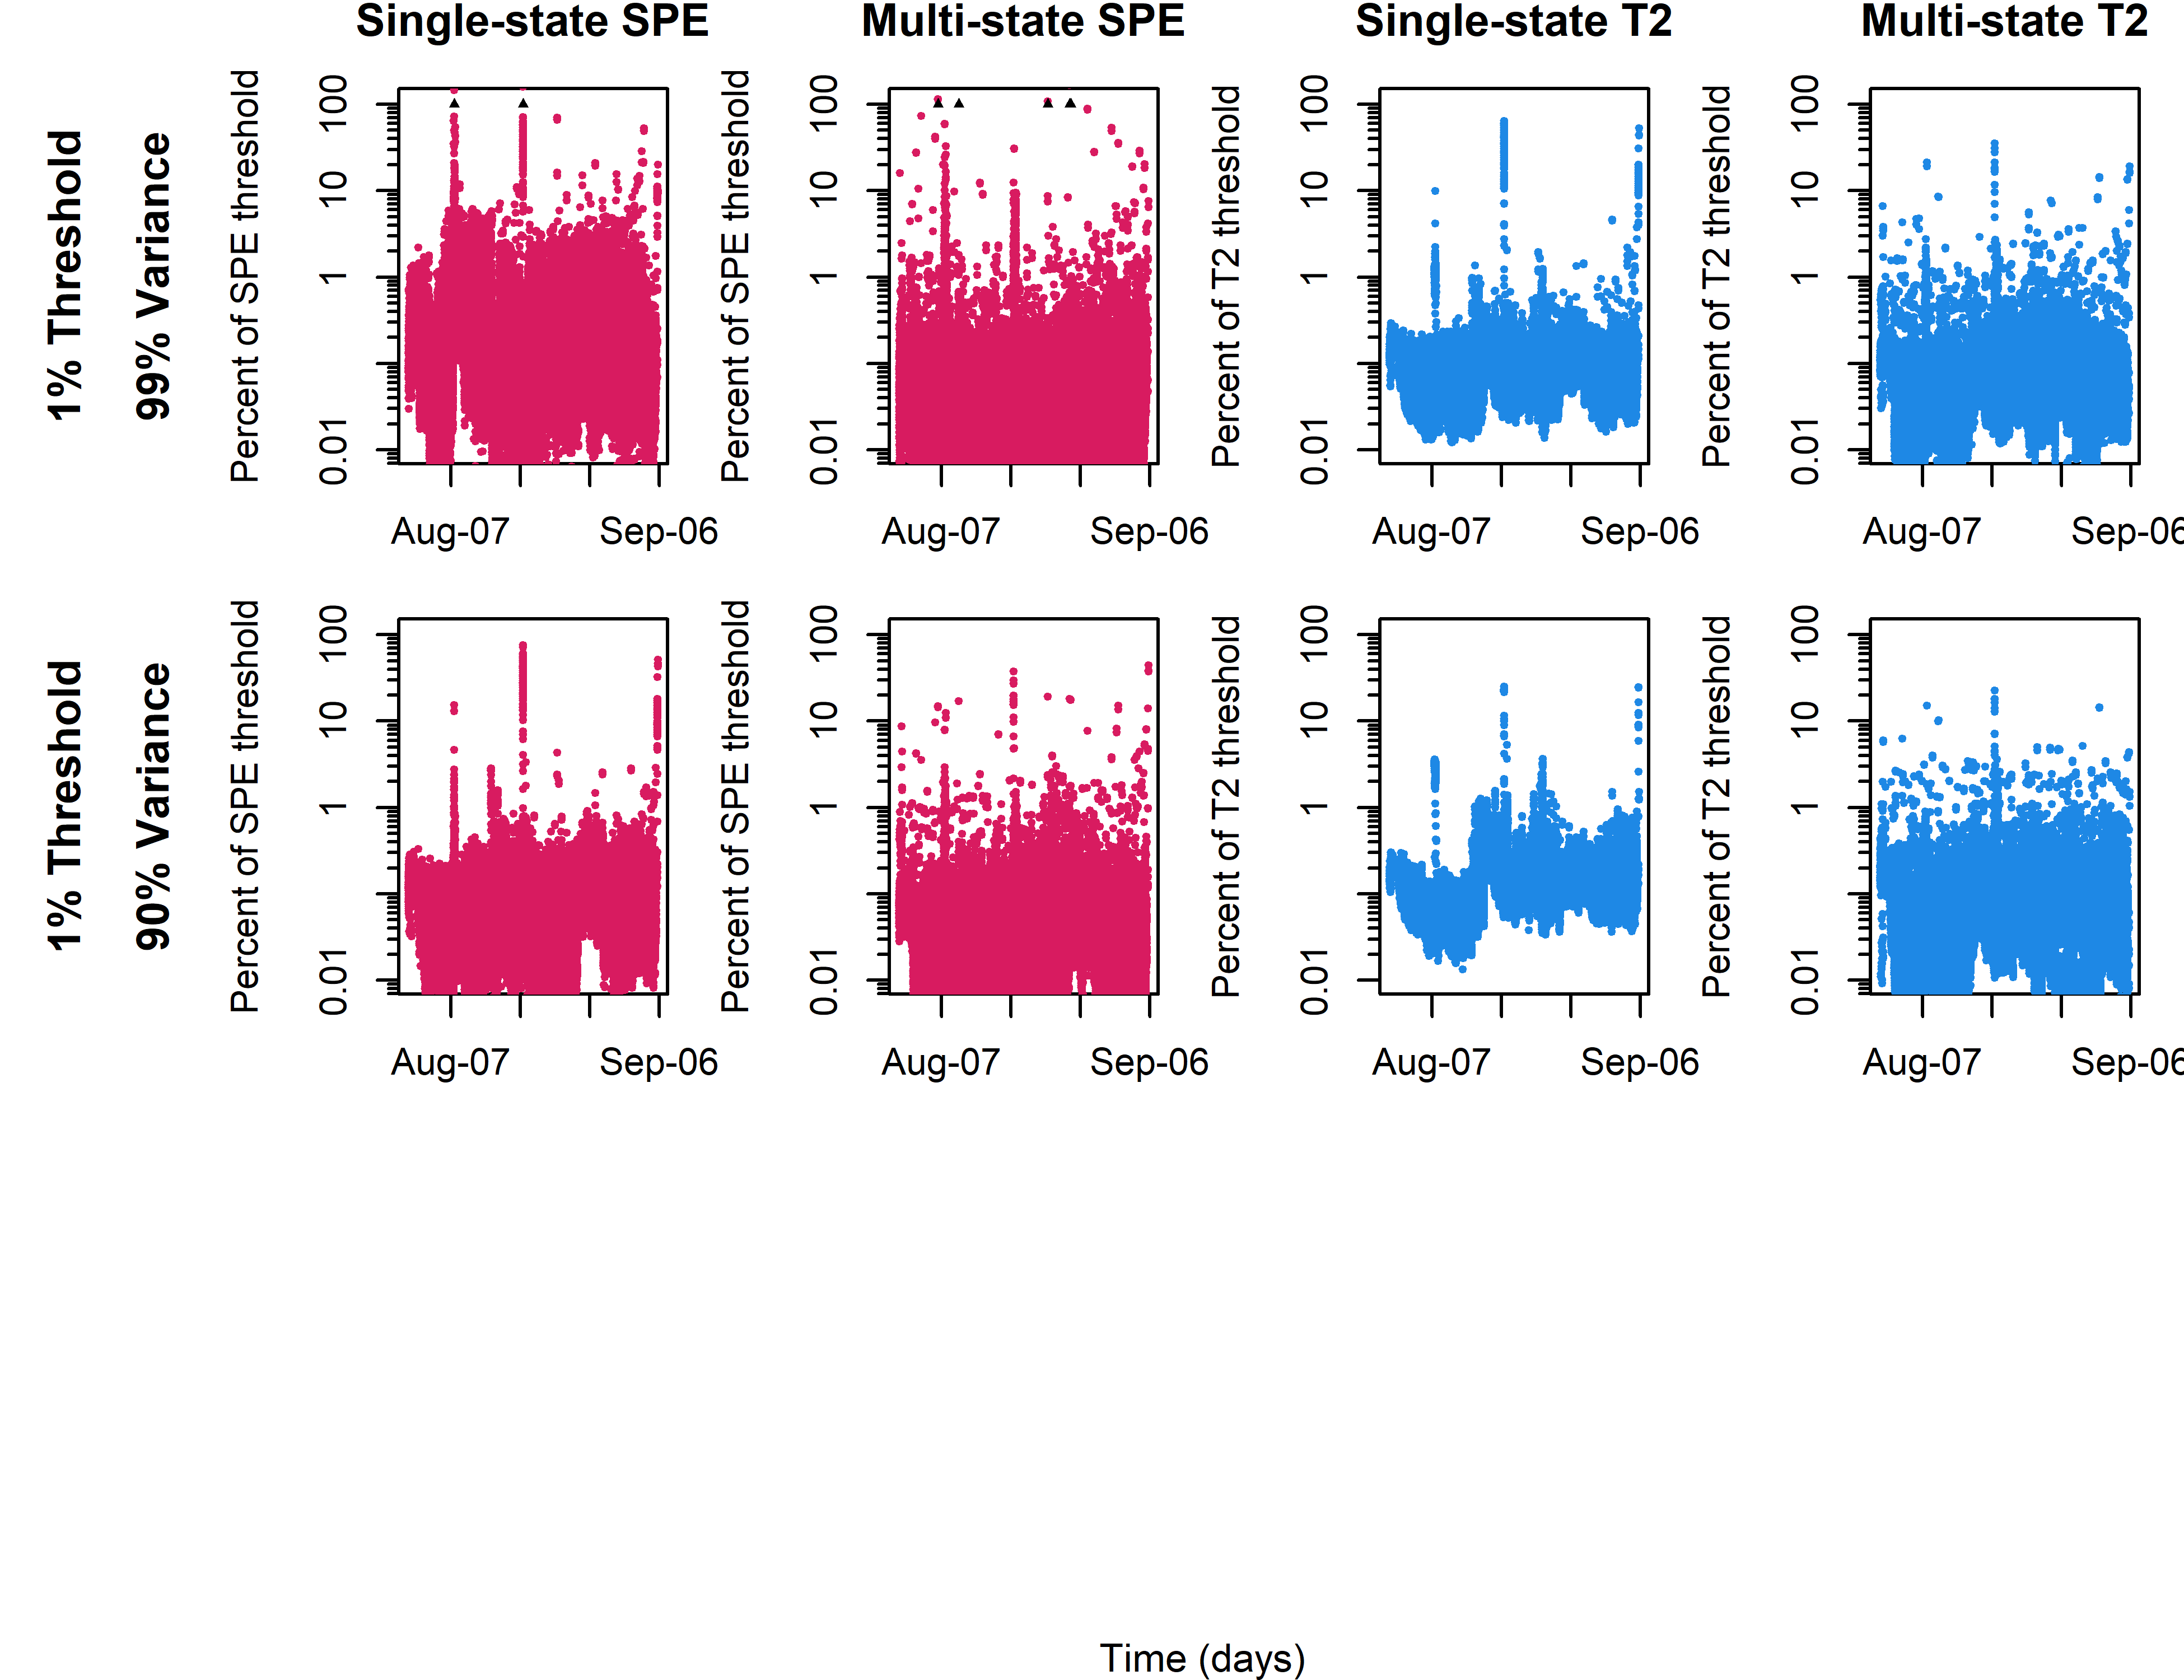 Single-state SPE
Multi-state SPE
Single-state T2
Multi-state T2
1% Threshold
99% Variance
Percent of SPE threshold
100
10
1
0.01
Aug-07
Sep-06
Percent of SPE threshold
100
10
1
0.01
Aug-07
Sep-06
Percent of T2 threshold
100
10
1
0.01
Aug-07
Sep-06
Percent of T2 threshold
100
10
1
0.01
Aug-07
Sep-06
1% Threshold
90% Variance
Percent of SPE threshold
100
10
1
0.01
Aug-07
Sep-06
Percent of SPE threshold
100
10
1
0.01
Aug-07
Sep-06
Percent of T2 threshold
100
10
1
0.01
Aug-07
Sep-06
Percent of T2 threshold
100
10
1
0.01
Aug-07
Sep-06
Time (days)